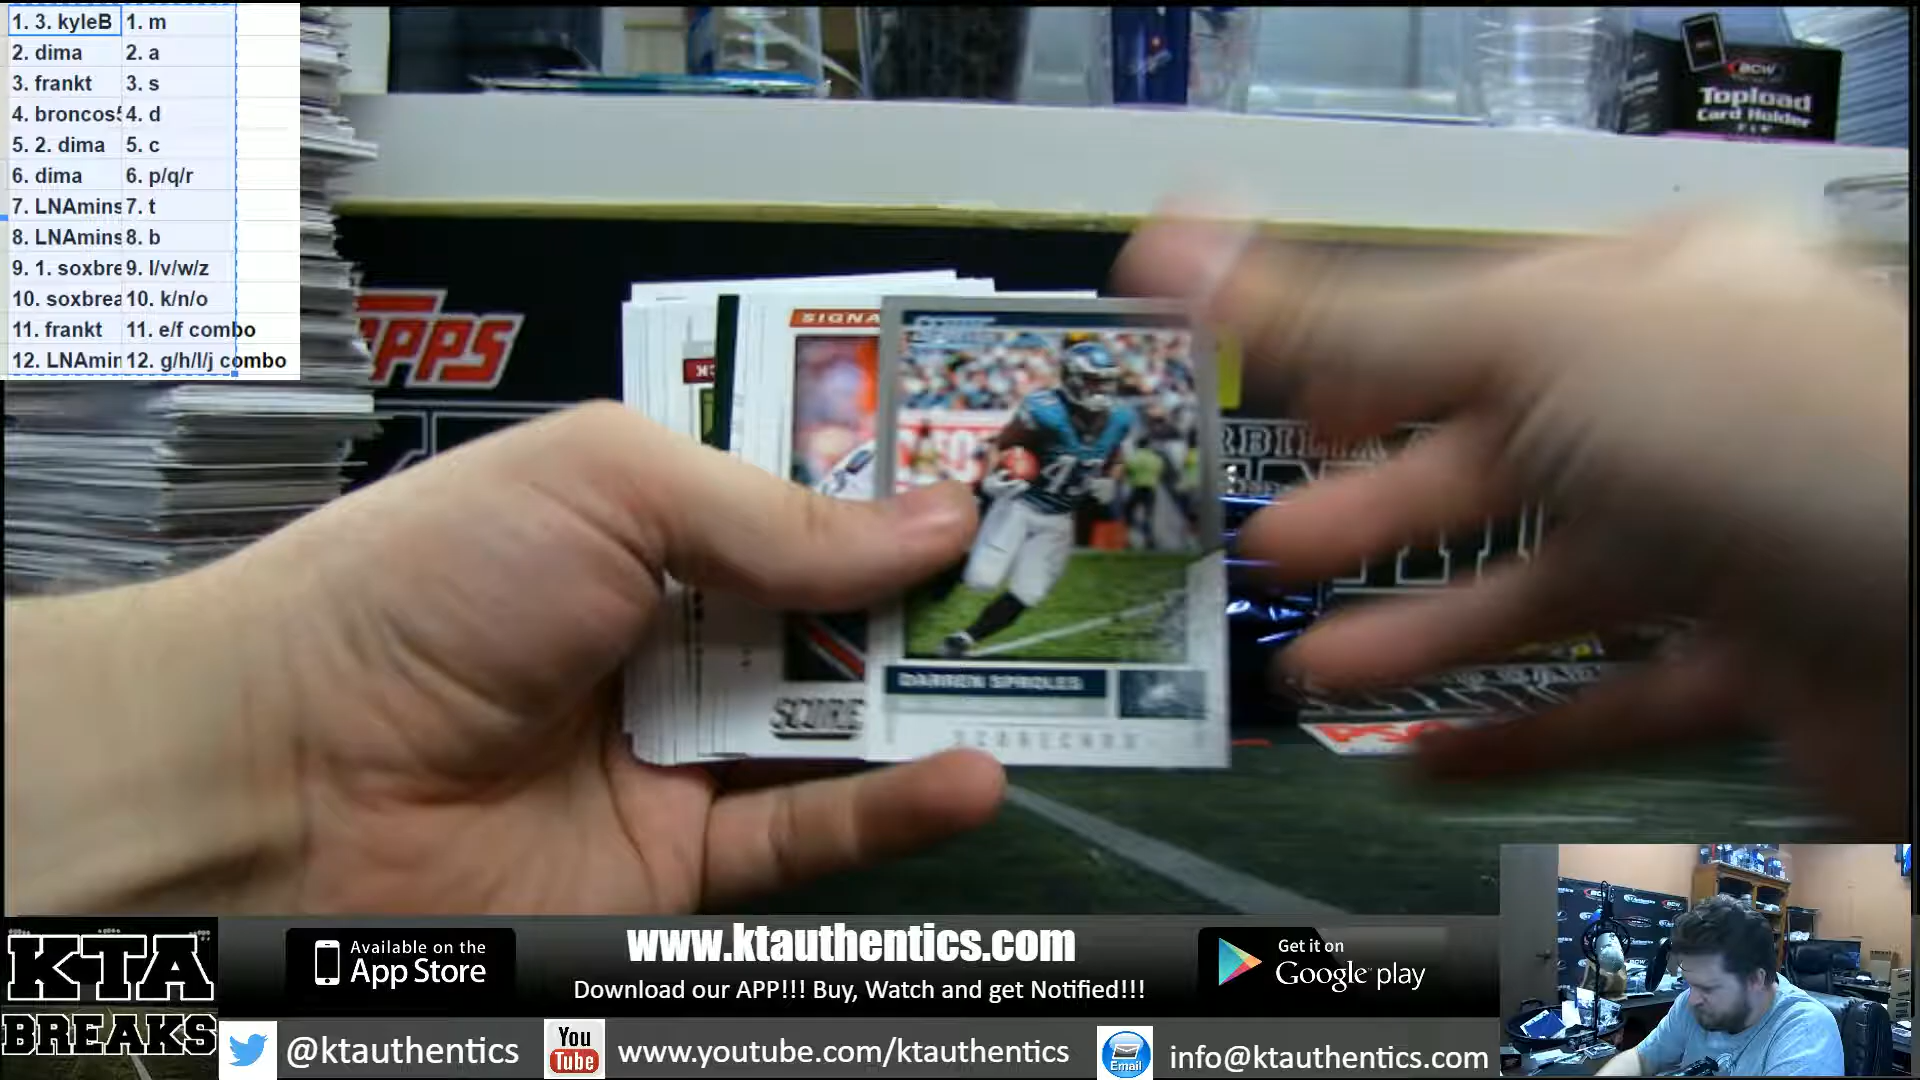 1. 3. kyleB 1. m
2. dima 2. a
3. frankt 3. s
4. broncos5 4. d
5. 2. dima 5. c
6. dima 6. p/q/r
7. LNAmins 7. t
8. LNAmins 8. b
9. 1. soxbre 9. l/v/w/z
10. soxbrea 10. k/n/o
11. frankt 11. e/f combo
12. LNAmin 12. g/h/l/j combo
BCW
Topload
Card Holder
PPS
SIGNA
SCORE
DARREN SPROLES
SCORECARD
KTA
BREAKS
Available on the
App Store
www.ktauthentics.com
Download our APP!!! Buy, Watch and get Notified!!!
Get it on
Google play
@ktauthentics
You
Tube
www.youtube.com/ktauthentics
Email
info@ktauthentics.com